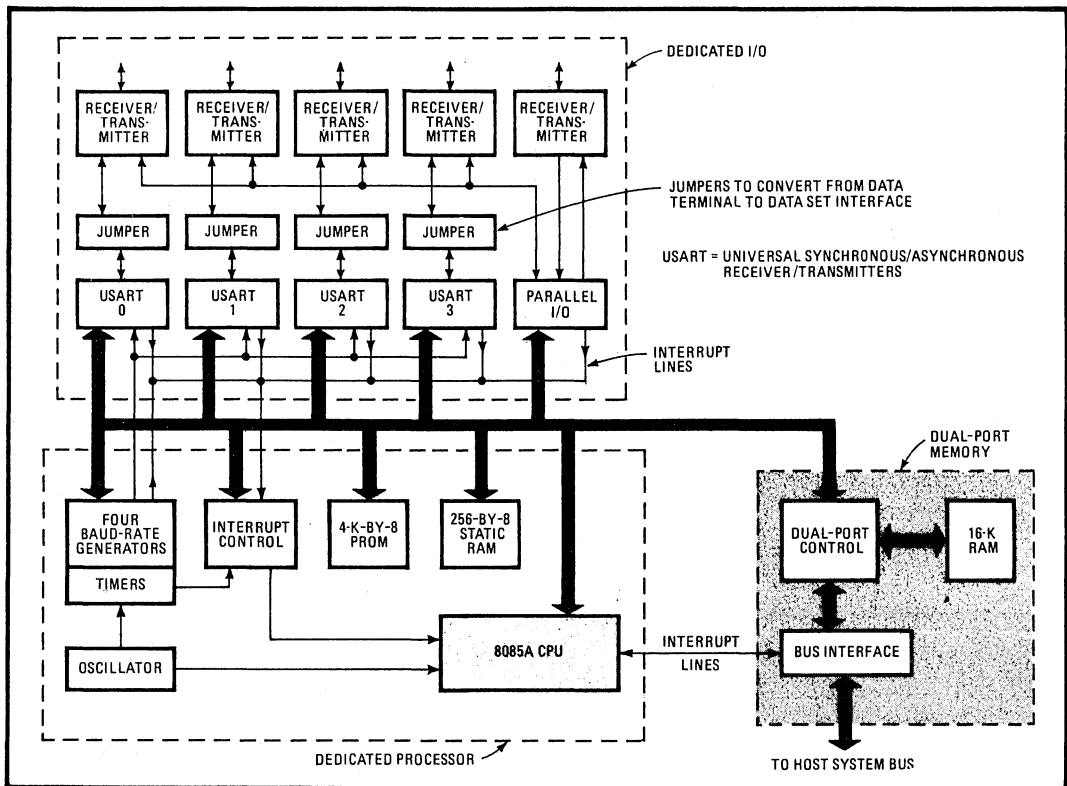 DEDICATED I/O
RECEIVER/
TRANS-
MITTER
RECEIVER/
TRANS-
MITTER
RECEIVER/
TRANS-
MITTER
RECEIVER/
TRANS-
MITTER
RECEIVER/
TRANS-
MITTER
JUMPERS TO CONVERT FROM DATA
TERMINAL TO DATA SET INTERFACE
JUMPER
JUMPER
JUMPER
JUMPER
USART = UNIVERSAL SYNCHRONOUS/ASYNCHRONOUS
RECEIVER/TRANSMITTERS
USART
0
USART
1
USART
2
USART
3
PARALLEL
I/O
INTERRUPT
LINES
DUAL-PORT
MEMORY
FOUR
BAUD-RATE
GENERATORS
TIMERS
INTERRUPT
CONTROL
4-K-BY-8
PROM
256-BY-8
STATIC
RAM
DUAL-PORT
CONTROL
16-K
RAM
OSCILLATOR
8085A CPU
INTERRUPT
LINES
BUS INTERFACE
DEDICATED PROCESSOR
TO HOST SYSTEM BUS